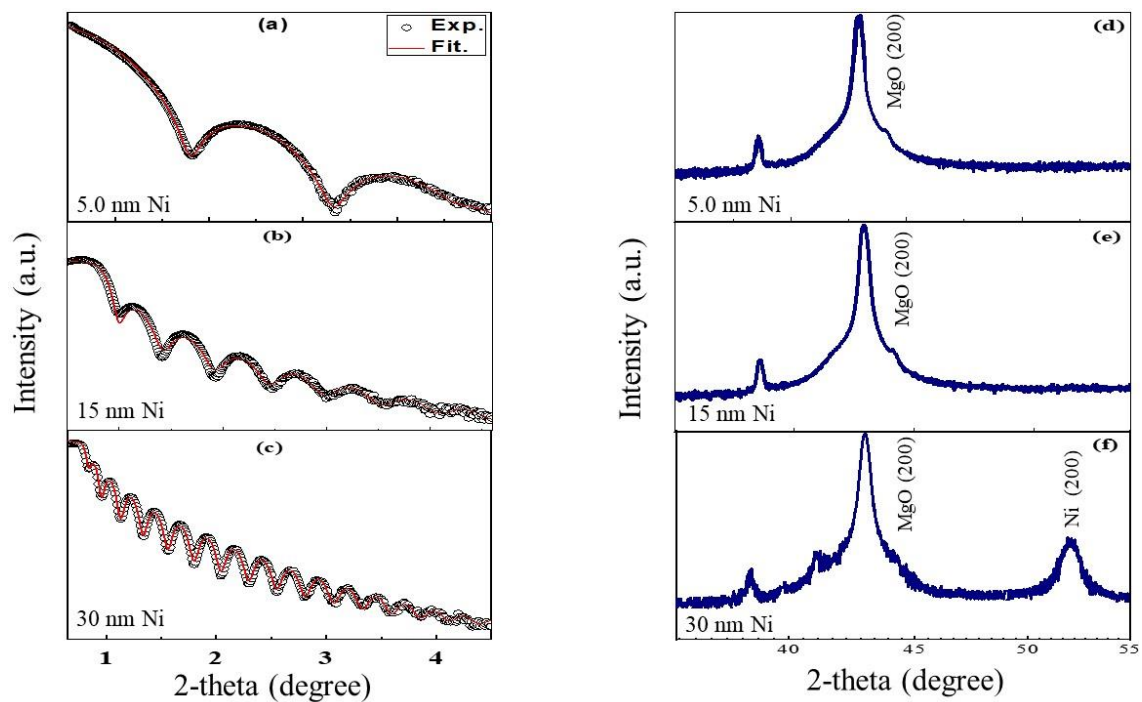 (a)
Exp.
Fit.
5.0 nm Ni
(b)
15 nm Ni
(c)
30 nm Ni
Intensity (a.u.)
1 2 3 4
2-theta (degree)
(d)
MgO (200)
5.0 nm Ni
(e)
MgO (200)
15 nm Ni
(f)
MgO (200)
Ni (200)
30 nm Ni
Intensity (a.u.)
40 45 50 55
2-theta (degree)